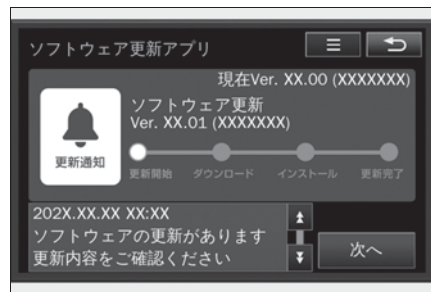 ソフトウェア更新アプリ
現在Ver. XX.00 (XXXXXXX)
ソフトウェア更新
Ver. XX.01 (XXXXXXX)
更新通知
更新開始 ダウンロード インストール 更新完了
202X.XX.XX XX:XX
ソフトウェアの更新があります
更新内容をご確認ください
次へ